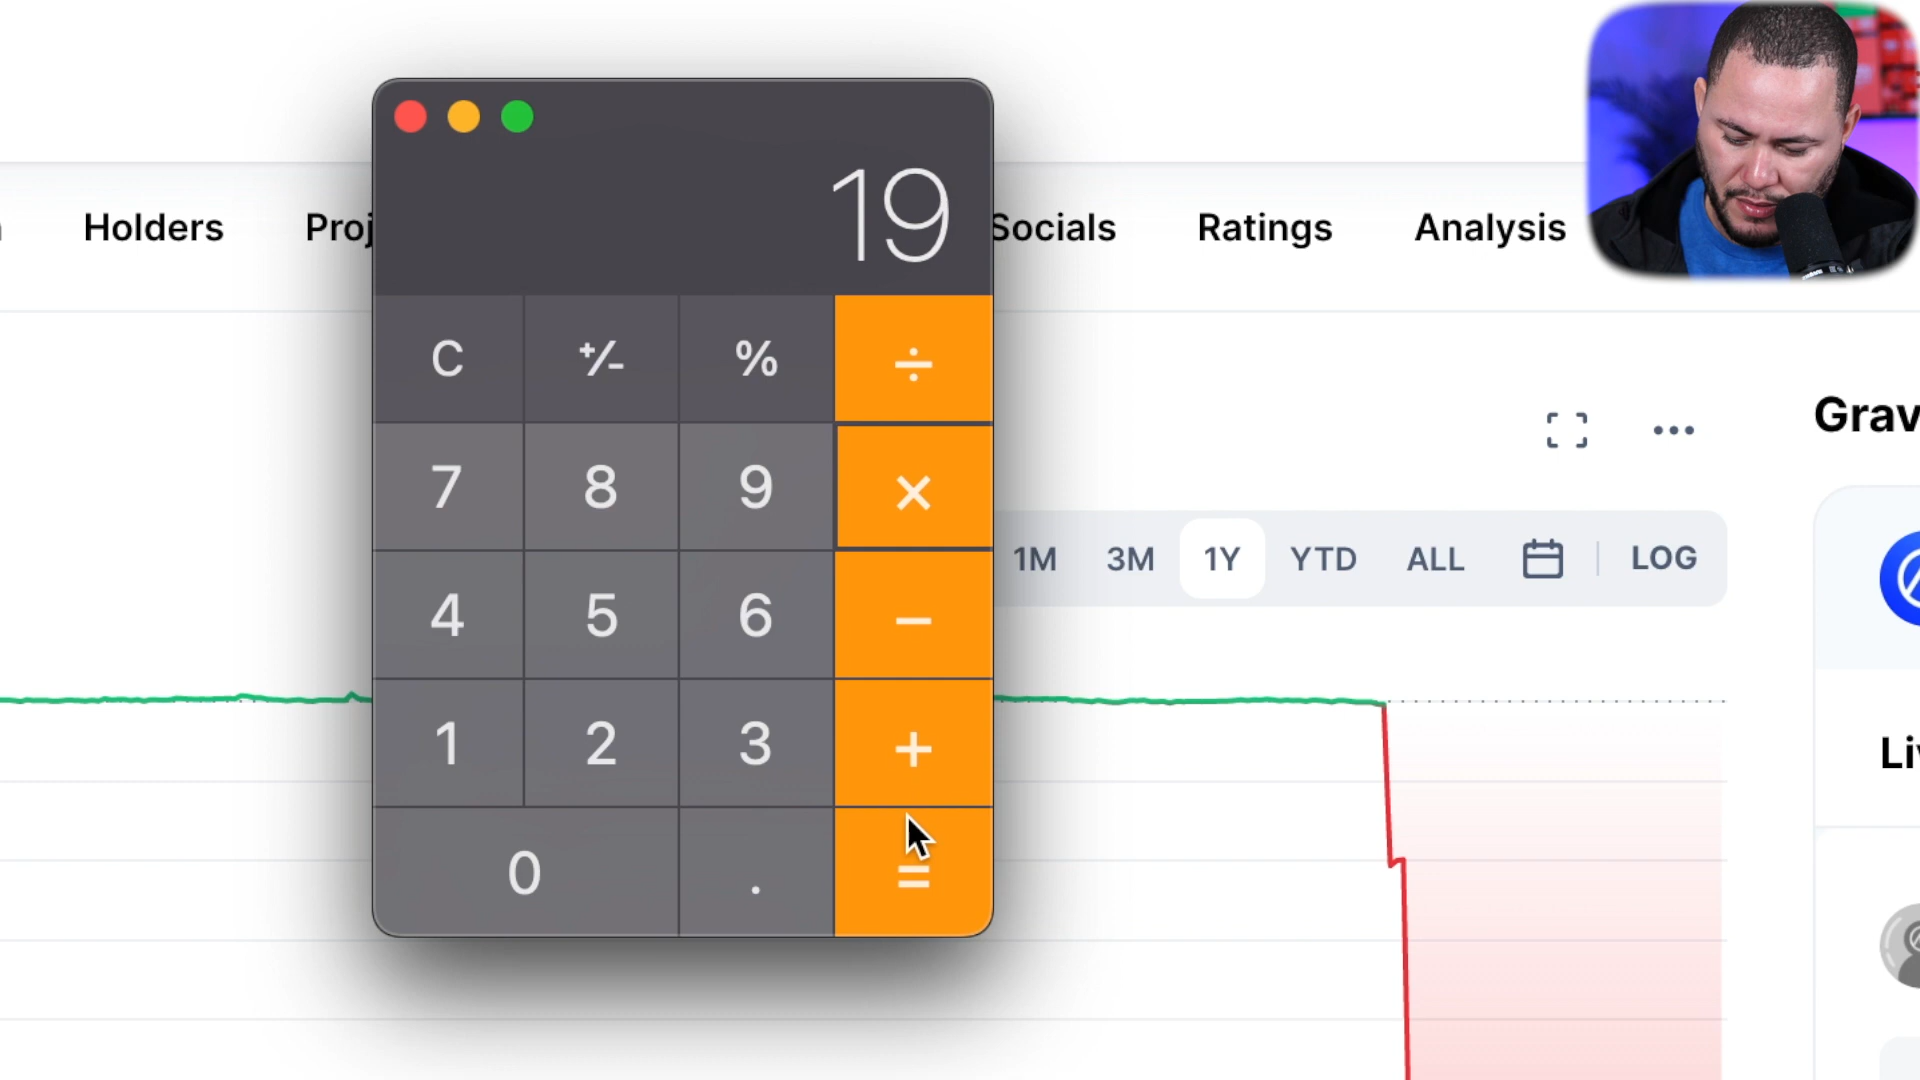 19
Holders Proj Socials Ratings Analysis
C +/- % ÷
Grav
7 8 9 ×
1M 3M 1Y YTD ALL LOG
4 5 6 −
1 2 3 +
Li
0 . =